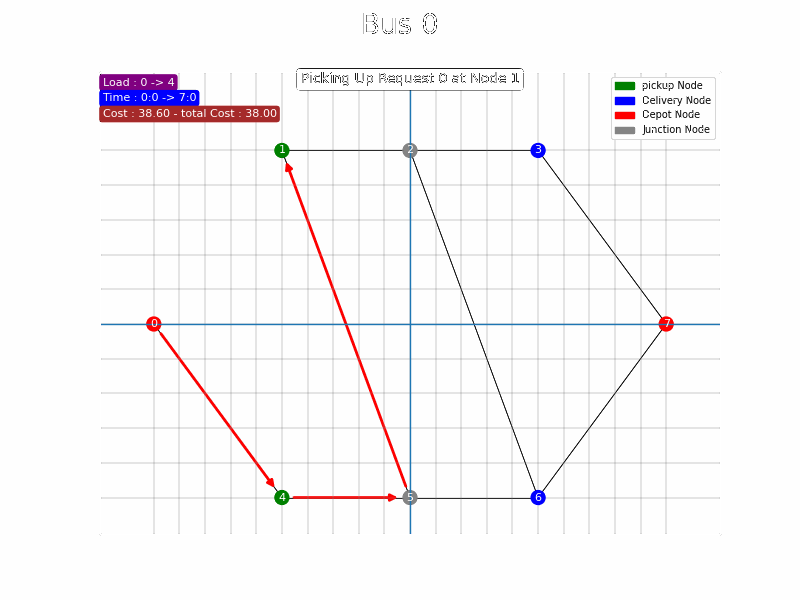 Bus 0
Load : 0 -> 4
Picking Up Request 0 at Node 1
Time : 0:0 -> 7:0
Cost : 38.60 - total Cost : 38.00
pickup Node
Delivery Node
Depot Node
Junction Node
1
2
3
0
7
4
5
6